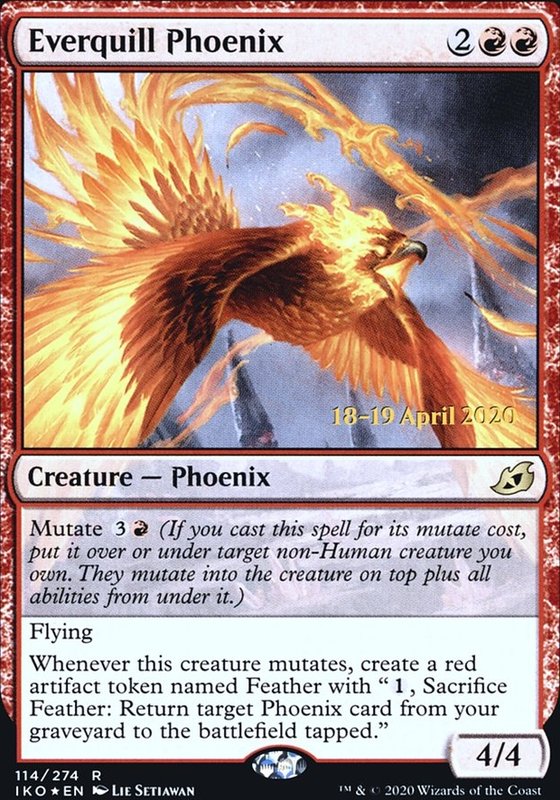 Everquill Phoenix 2
18-19 April 2020
Creature — Phoenix
Mutate 3 (If you cast this spell for its mutate cost,
put it over or under target non-Human creature you
own. They mutate into the creature on top plus all
abilities from under it.)
Flying
Whenever this creature mutates, create a red
artifact token named Feather with “1, Sacrifice
Feather: Return target Phoenix card from your
graveyard to the battlefield tapped.”
4/4
114/274 R
IKO★EN Lie Setiawan ™ & © 2020 Wizards of the Coast